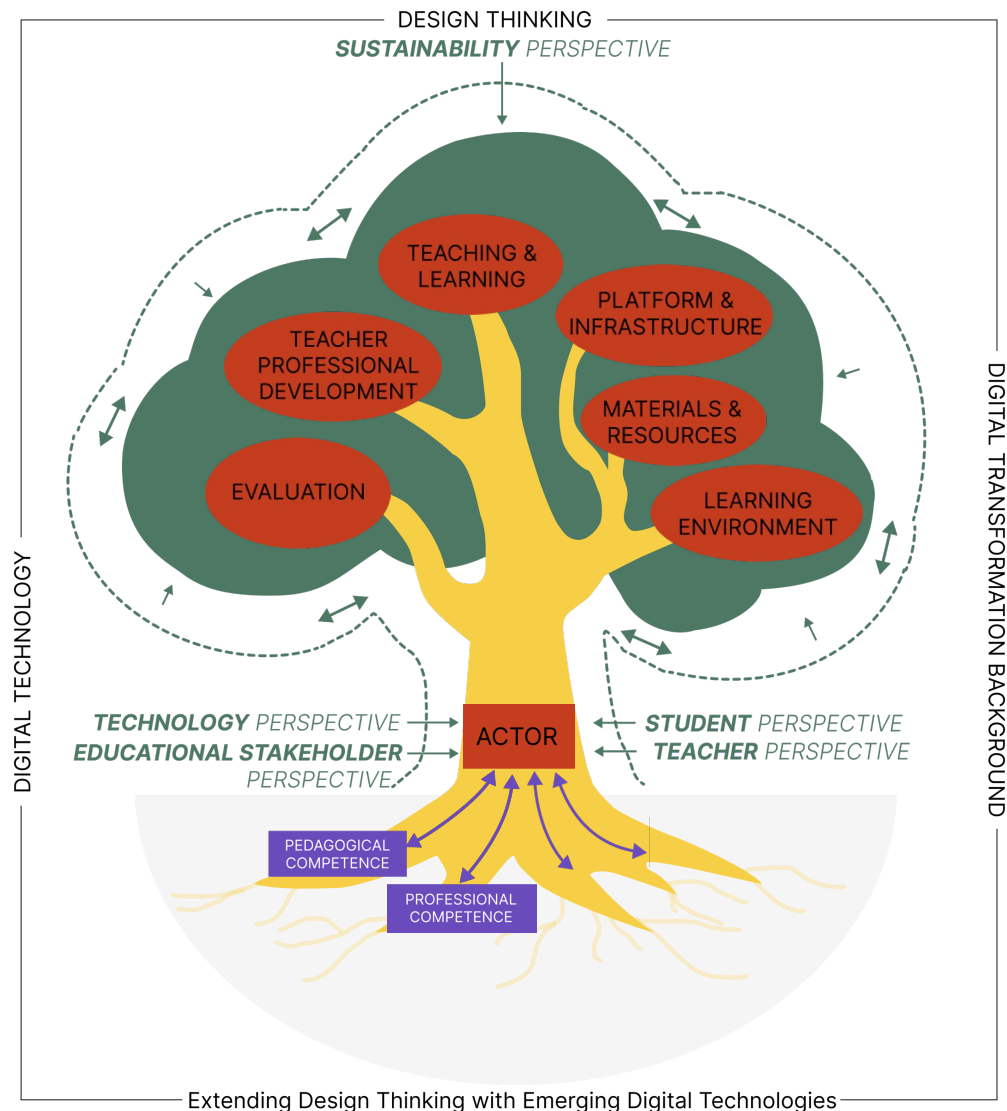 DESIGN THINKING
SUSTAINABILITY PERSPECTIVE
TEACHING &
LEARNING
PLATFORM &
INFRASTRUCTURE
TEACHER
PROFESSIONAL
DEVELOPMENT
MATERIALS &
RESOURCES
EVALUATION
LEARNING
ENVIRONMENT
DIGITAL TECHNOLOGY
DIGITAL TRANSFORMATION BACKGROUND
TECHNOLOGY PERSPECTIVE
EDUCATIONAL STAKEHOLDER
PERSPECTIVE
ACTOR
STUDENT PERSPECTIVE
TEACHER PERSPECTIVE
PEDAGOGICAL
COMPETENCE
PROFESSIONAL
COMPETENCE
Extending Design Thinking with Emerging Digital Technologies